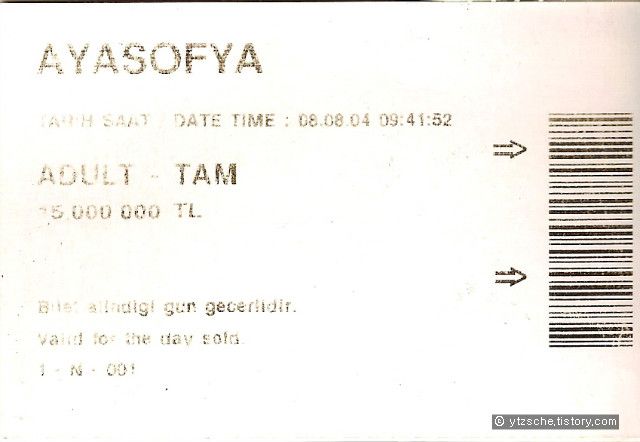 AYASOFYA
TARIH SAAT / DATE TIME : 08.08.04 09:41:52
ADULT - TAM
15 000 000 TL
Bilet alindigi gun gecerlidir.
Valid for the day sold.
1 - N - 001
© ytzsche.tistory.com